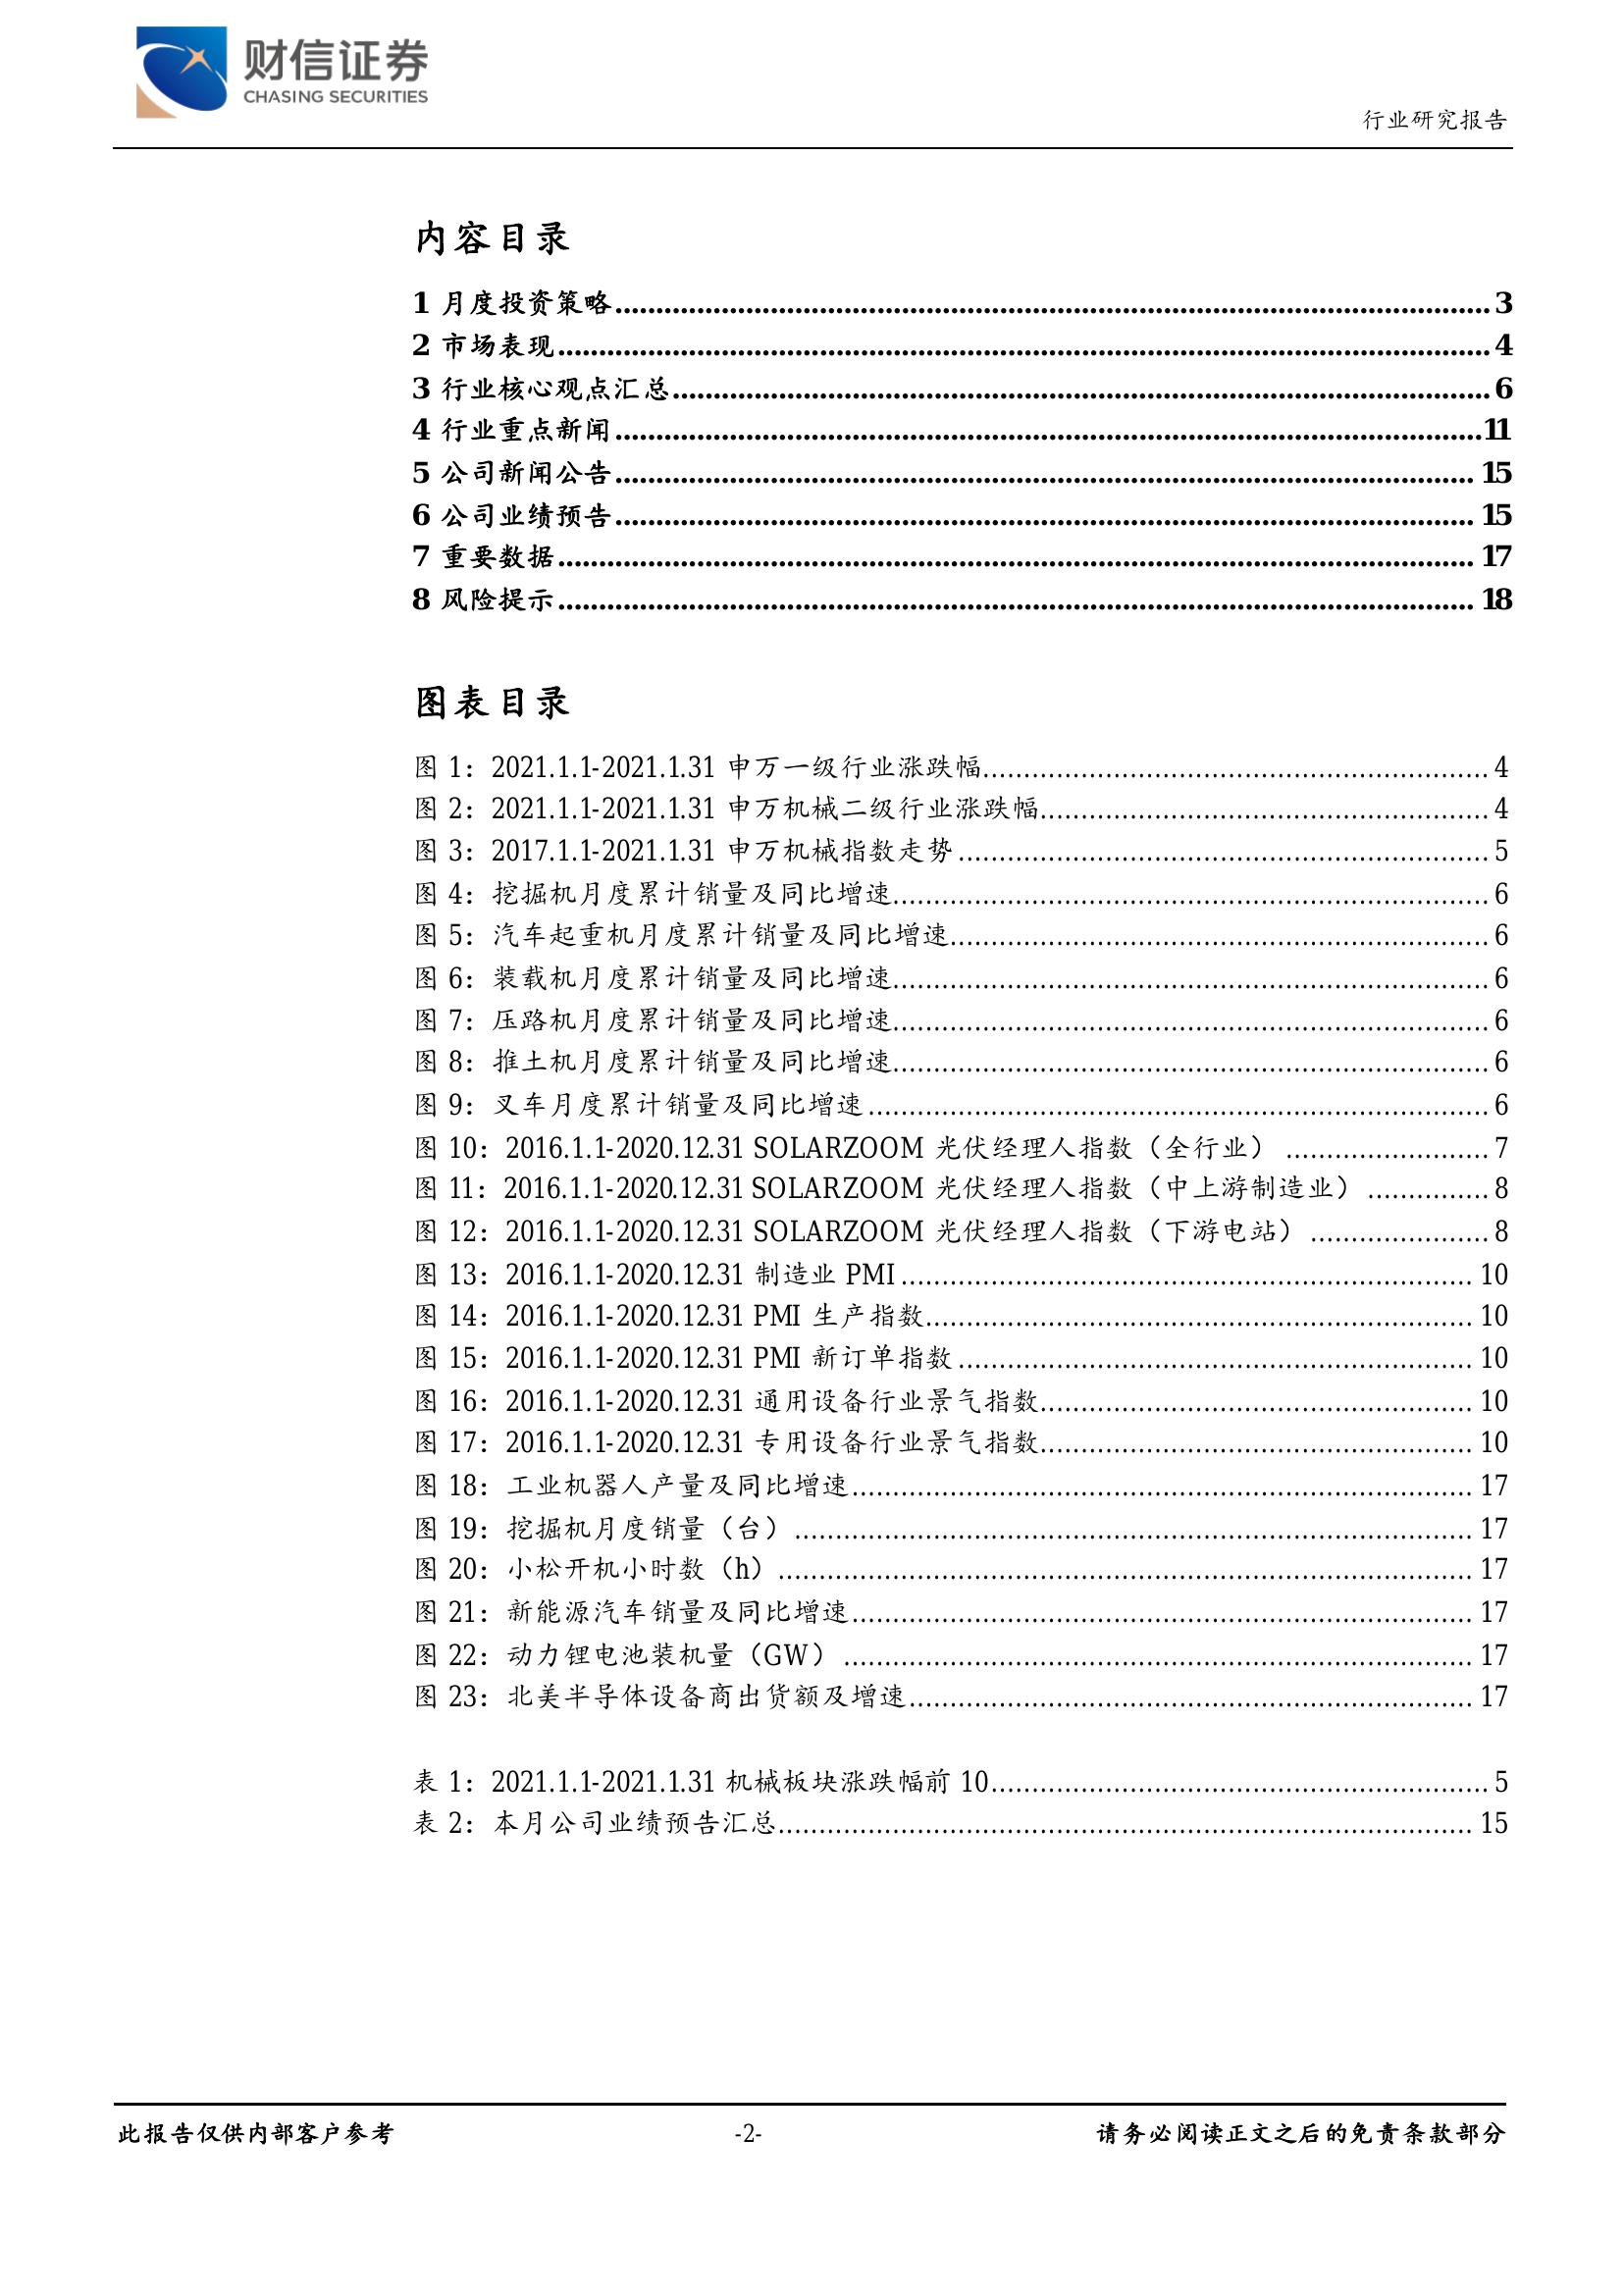 财信证券
CHASING SECURITIES
行业研究报告
内容目录
1 月度投资策略 3
2 市场表现 4
3 行业核心观点汇总 6
4 行业重点新闻 11
5 公司新闻公告 15
6 公司业绩预告 15
7 重要数据 17
8 风险提示 18
图表目录
图 1：2021.1.1-2021.1.31 申万一级行业涨跌幅 4
图 2：2021.1.1-2021.1.31 申万机械二级行业涨跌幅 4
图 3：2017.1.1-2021.1.31 申万机械指数走势 5
图 4：挖掘机月度累计销量及同比增速 6
图 5：汽车起重机月度累计销量及同比增速 6
图 6：装载机月度累计销量及同比增速 6
图 7：压路机月度累计销量及同比增速 6
图 8：推土机月度累计销量及同比增速 6
图 9：叉车月度累计销量及同比增速 6
图 10：2016.1.1-2020.12.31 SOLARZOOM 光伏经理人指数（全行业） 7
图 11：2016.1.1-2020.12.31 SOLARZOOM 光伏经理人指数（中上游制造业） 8
图 12：2016.1.1-2020.12.31 SOLARZOOM 光伏经理人指数（下游电站） 8
图 13：2016.1.1-2020.12.31 制造业 PMI 10
图 14：2016.1.1-2020.12.31 PMI 生产指数 10
图 15：2016.1.1-2020.12.31 PMI 新订单指数 10
图 16：2016.1.1-2020.12.31 通用设备行业景气指数 10
图 17：2016.1.1-2020.12.31 专用设备行业景气指数 10
图 18：工业机器人产量及同比增速 17
图 19：挖掘机月度销量（台） 17
图 20：小松开机小时数（h） 17
图 21：新能源汽车销量及同比增速 17
图 22：动力锂电池装机量（GW） 17
图 23：北美半导体设备商出货额及增速 17
表 1：2021.1.1-2021.1.31 机械板块涨跌幅前 10 5
表 2：本月公司业绩预告汇总 15
此报告仅供内部客户参考 -2- 请务必阅读正文之后的免责条款部分